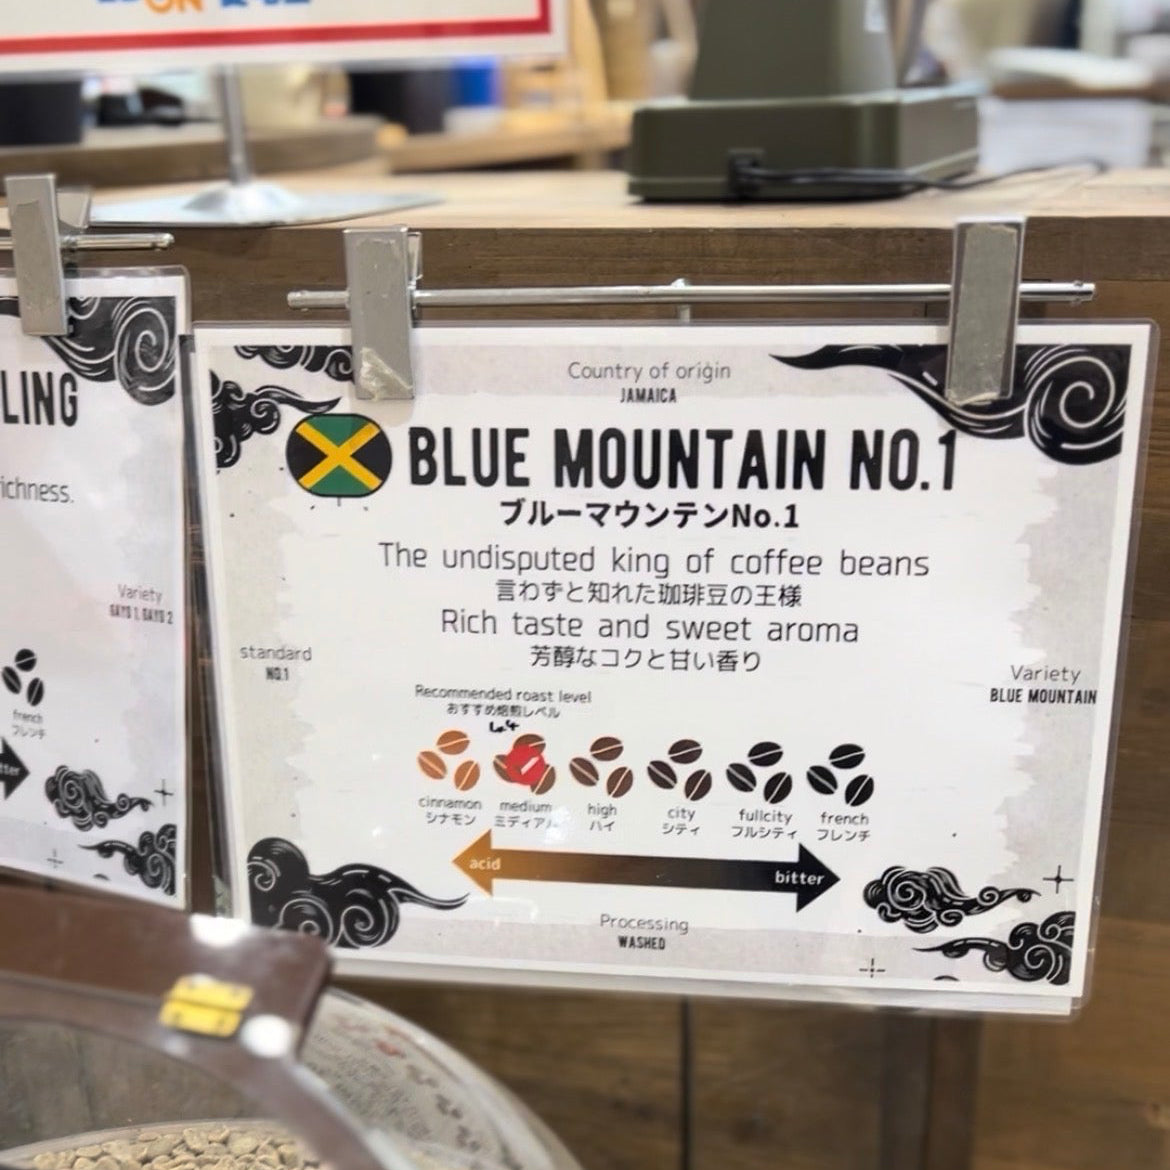 Country of origin
JAMAICA
BLUE MOUNTAIN NO.1
ブルーマウンテンNo.1
The undisputed king of coffee beans
言わずと知れた珈琲豆の王様
Rich taste and sweet aroma
芳醇なコクと甘い香り
standard
NO.1
Variety
BLUE MOUNTAIN
Recommended roast level
おすすめ焙煎レベル
cinnamon
シナモン
medium
ミディアル
high
ハイ
city
シティ
fullcity
フルシティ
french
フレンチ
acid
bitter
Processing
WASHED
LING
ichness.
Variety
GAYO 1, GAYO 2
french
フレンチ
tter
ON